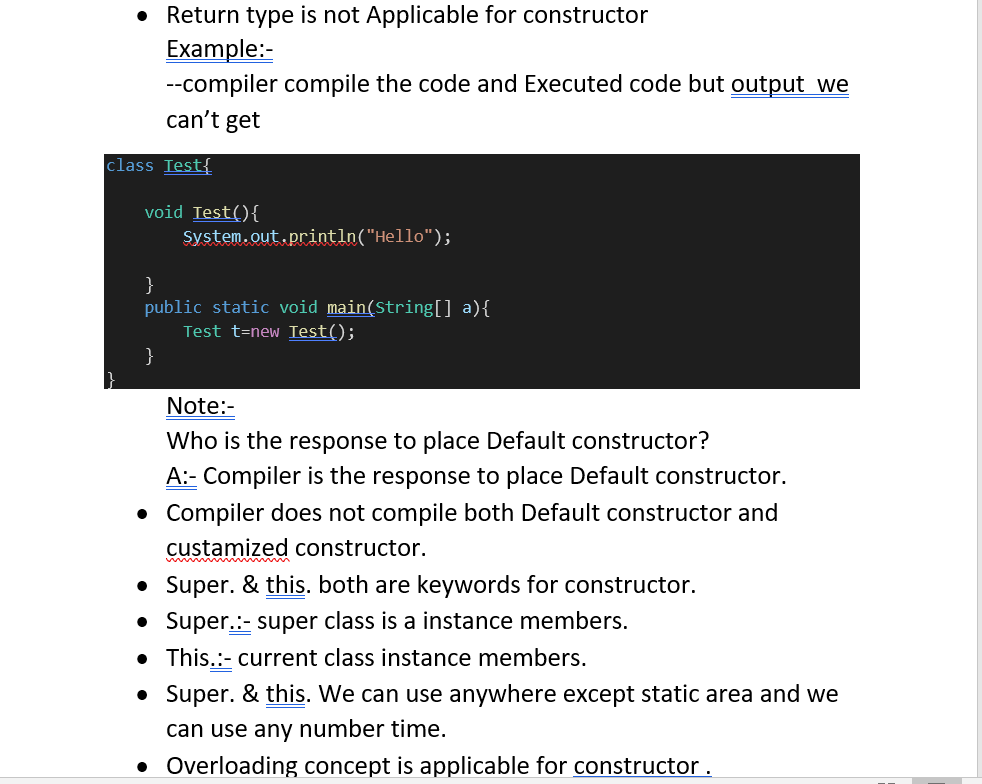 • Return type is not Applicable for constructor
Example:-
--compiler compile the code and Executed code but output  we
can’t get
class Test{
void Test(){
System.out.println("Hello");
}
public static void main(String[] a){
Test t=new Test();
}
}
Note:-
Who is the response to place Default constructor?
A:- Compiler is the response to place Default constructor.
• Compiler does not compile both Default constructor and
custamized constructor.
• Super. & this. both are keywords for constructor.
• Super.:- super class is a instance members.
• This.:- current class instance members.
• Super. & this. We can use anywhere except static area and we
can use any number time.
• Overloading concept is applicable for constructor .